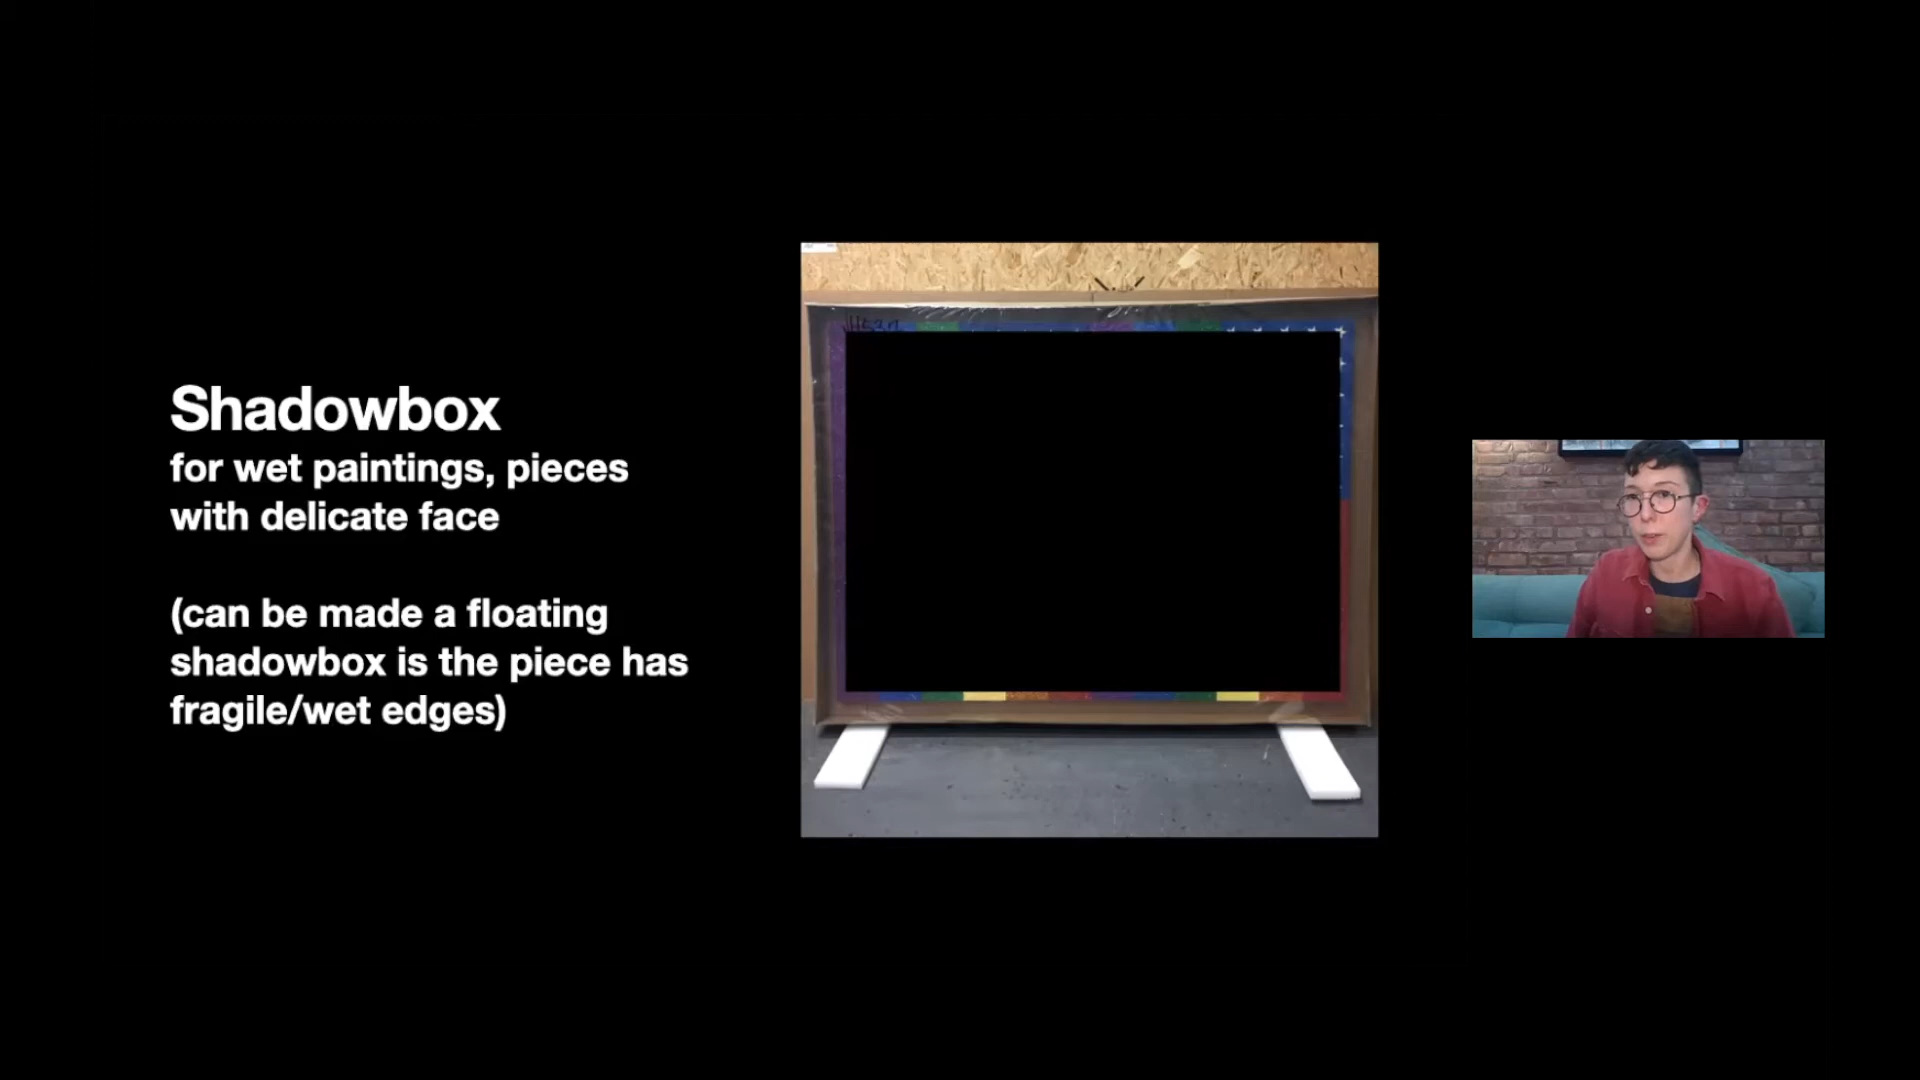 Shadowbox
for wet paintings, pieces
with delicate face
(can be made a floating
shadowbox is the piece has
fragile/wet edges)